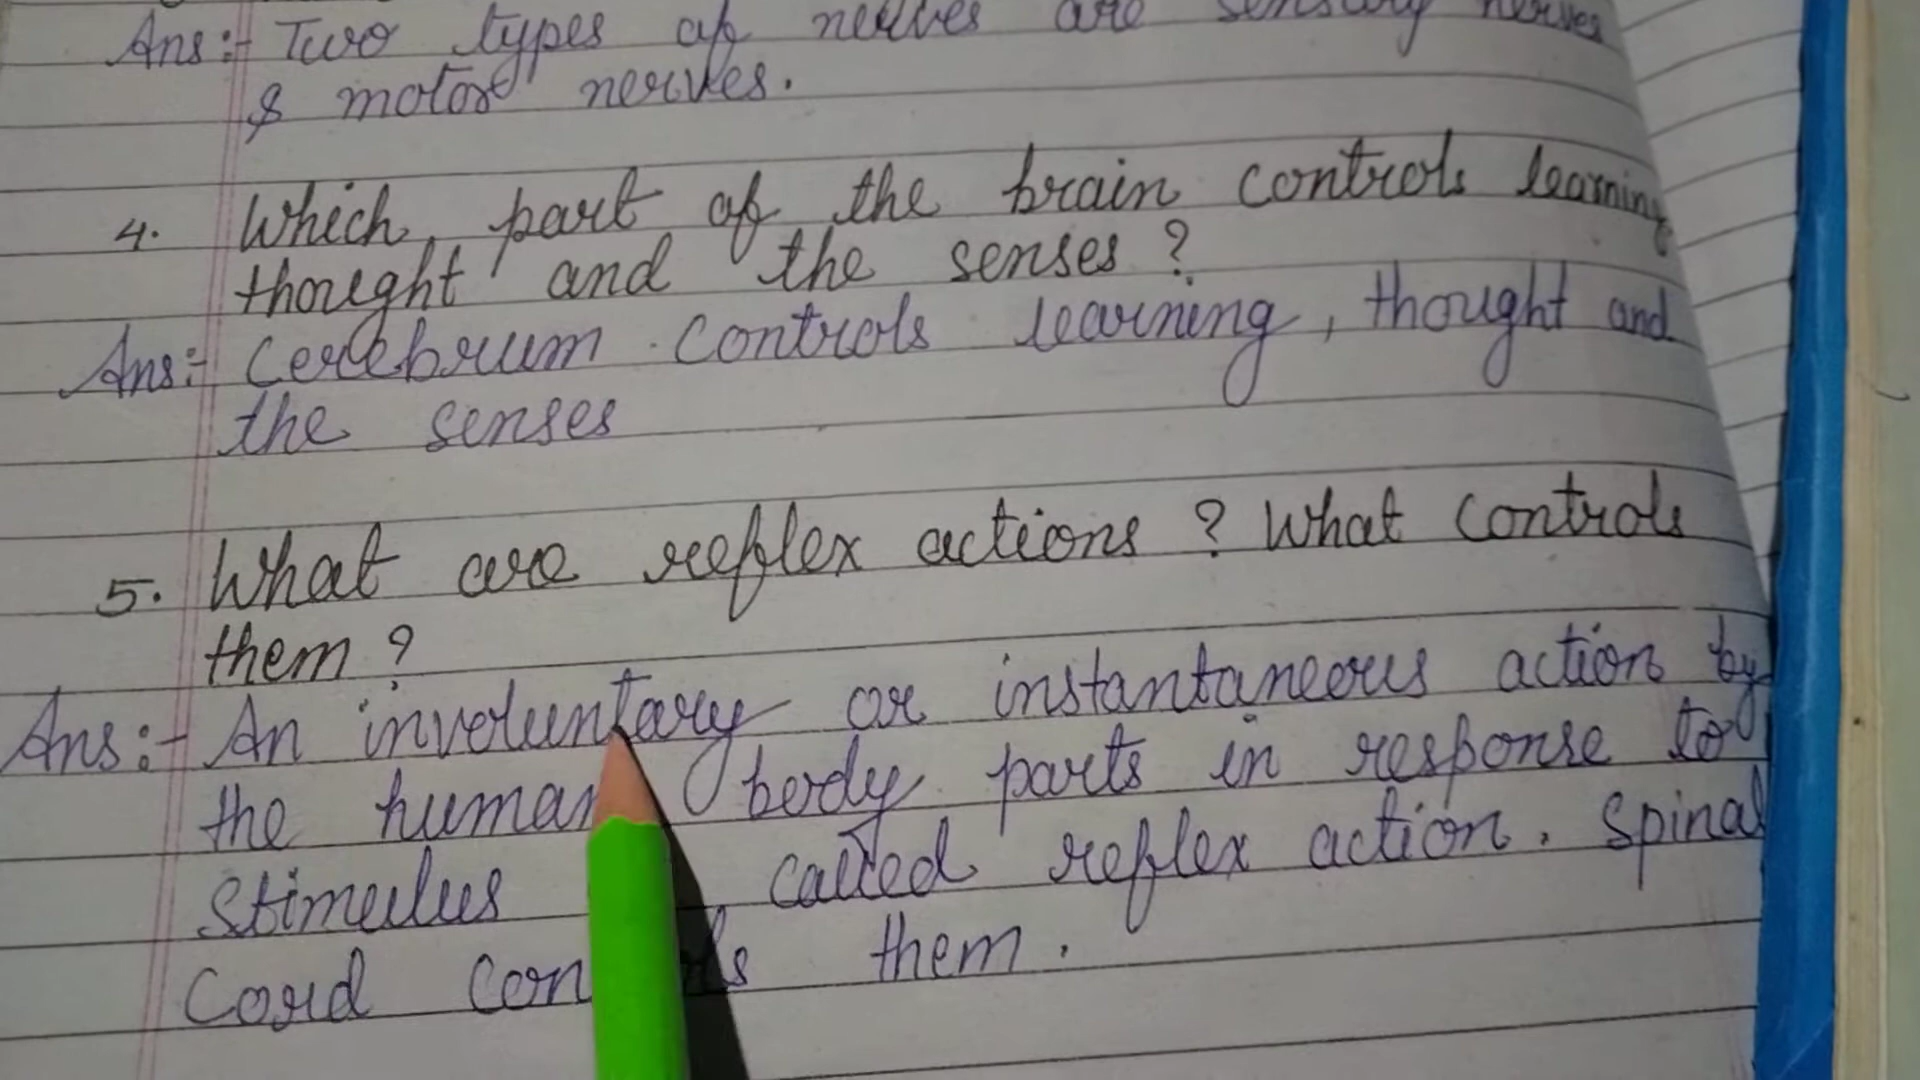 Ans:- Two types of nerves are sensory nerves
& motor nerves.
4. Which part of the brain controls learning
thought and the senses ?
Ans:- Cerebrum controls learning, thought and
the senses
5. What are reflex actions ? What controls
them ?
Ans:- An involuntary or instantaneous action by
the human body parts in response to
stimulus called reflex action. Spinal
Cord them.